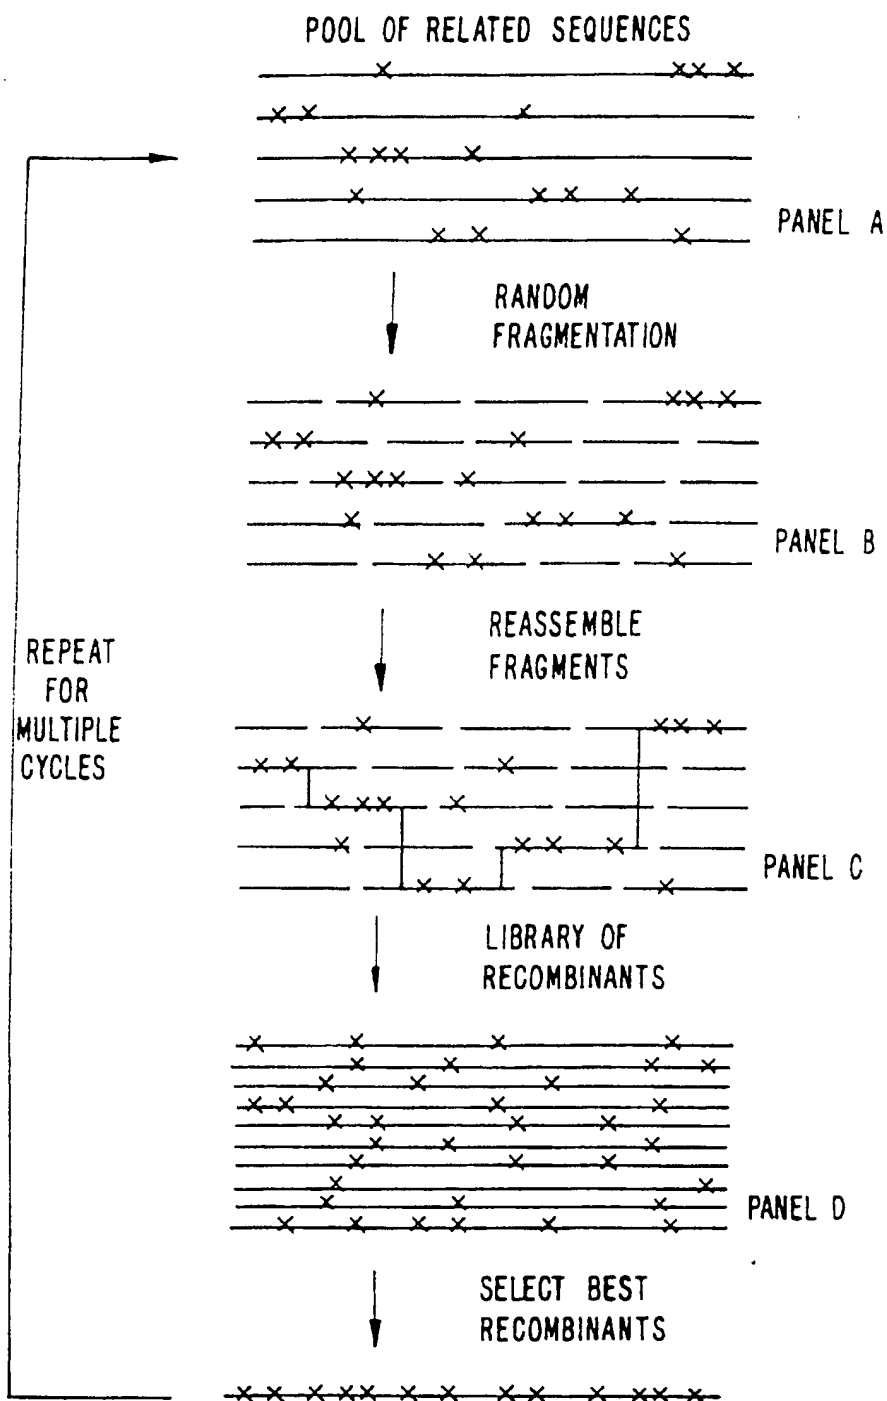 POOL OF RELATED SEQUENCES
PANEL A
RANDOM
FRAGMENTATION
PANEL B
REASSEMBLE
FRAGMENTS
REPEAT
FOR
MULTIPLE
CYCLES
PANEL C
LIBRARY OF
RECOMBINANTS
PANEL D
SELECT BEST
RECOMBINANTS